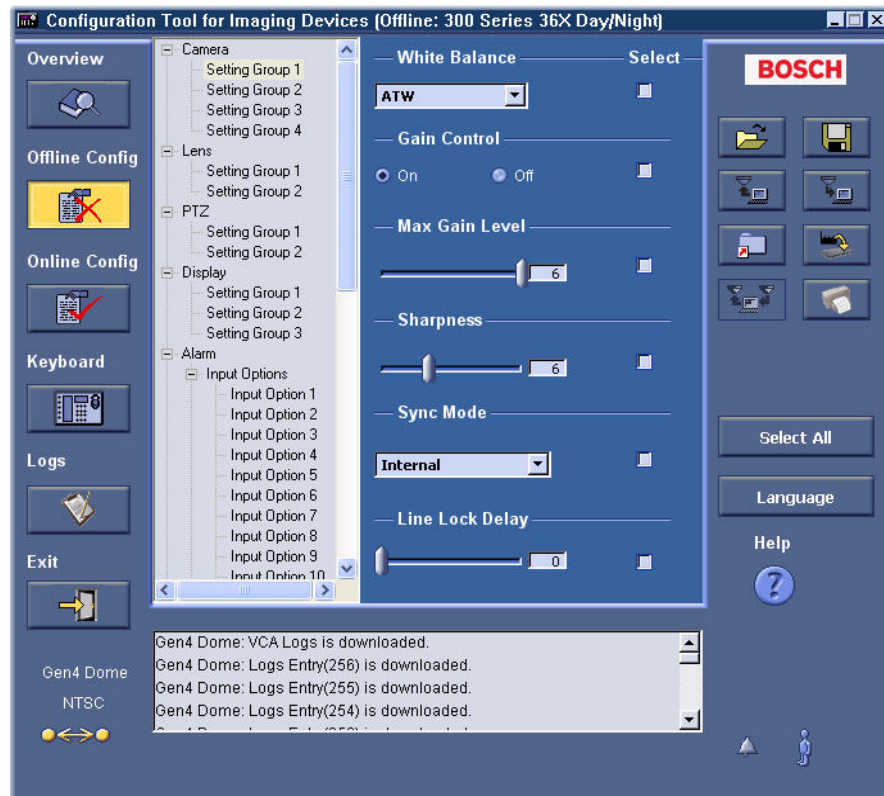 Configuration Tool for Imaging Devices (Offline: 300 Series 36X Day/Night)
Overview
Offline Config
Online Config
Keyboard
Logs
Exit
Gen4 Dome
NTSC
Camera
Setting Group 1
Setting Group 2
Setting Group 3
Setting Group 4
Lens
Setting Group 1
Setting Group 2
PTZ
Setting Group 1
Setting Group 2
Display
Setting Group 1
Setting Group 2
Setting Group 3
Alarm
Input Options
Input Option 1
Input Option 2
Input Option 3
Input Option 4
Input Option 5
Input Option 6
Input Option 7
Input Option 8
Input Option 9
Input Option 10
White Balance Select
ATW
Gain Control
On Off
Max Gain Level
6
Sharpness
6
Sync Mode
Internal
Line Lock Delay
0
BOSCH
Select All
Language
Help
?
Gen4 Dome: VCA Logs is downloaded.
Gen4 Dome: Logs Entry(256) is downloaded.
Gen4 Dome: Logs Entry(255) is downloaded.
Gen4 Dome: Logs Entry(254) is downloaded.